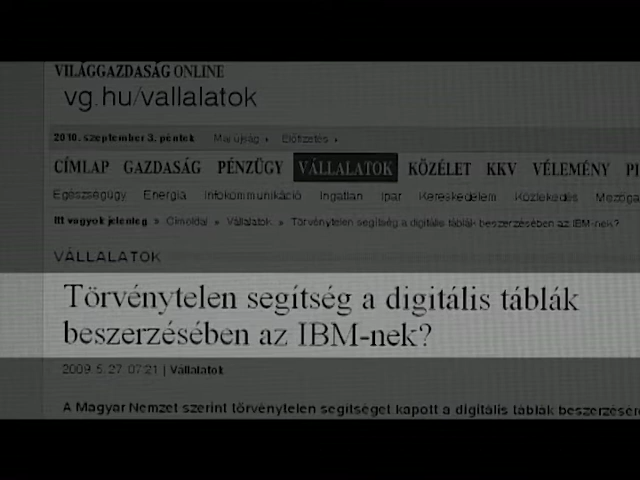 VILÁGGAZDASÁG ONLINE
vg.hu/vallalatok
2010. szeptember 3. péntek Mai újság Előfizetés
CÍMLAP GAZDASÁG PÉNZÜGY VÁLLALATOK KÖZÉLET KKV VÉLEMÉNY
Egészségügy Energia Infokommunikáció Ingatlan Ipar Kereskedelem Közlekedés
Itt vagyok jelenleg » Címoldal » Vállalatok » Törvénytelen segítség a digitális táblák beszerzésében az IBM-nek?
VÁLLALATOK
Törvénytelen segítség a digitális táblák
beszerzésében az IBM-nek?
2009. 5. 27. 07:21 | Vállalatok
A Magyar Nemzet szerint törvénytelen segítséget kapott a digitális táblák